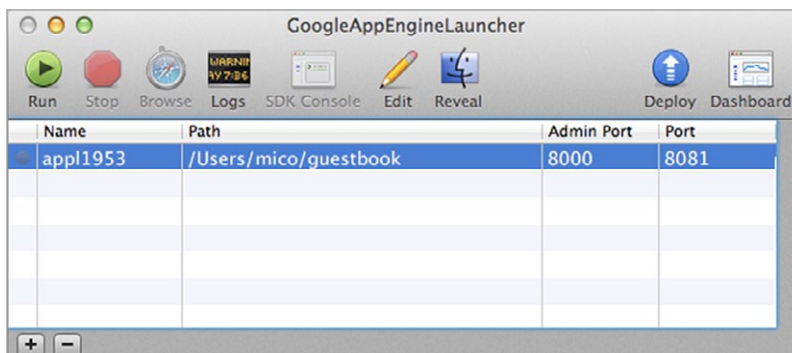 GoogleAppEngineLauncher
Run Stop Browse Logs SDK Console Edit Reveal Deploy Dashboard
Name Path Admin Port Port
appl1953 /Users/mico/guestbook 8000 8081